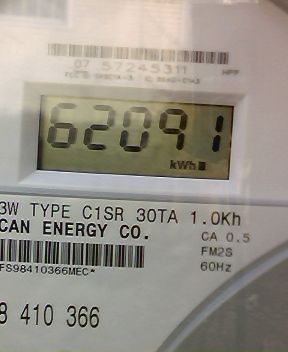 07 57245311 HPF
62091
kWh
3W TYPE C1SR 30TA 1.0Kh
CAN ENERGY CO.
CA 0.5
FM2S
60Hz
FS98410366MEC*
8 410 366